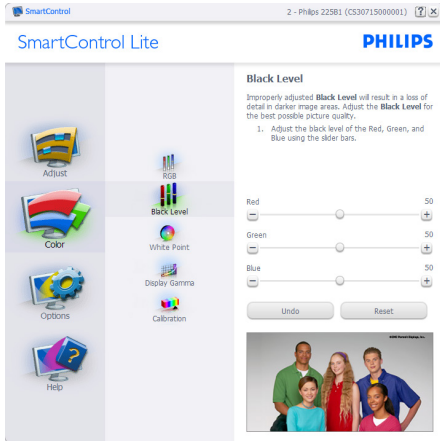 SmartControl
2 - Philips 225B1 (CS30715000001)
SmartControl Lite
PHILIPS
Adjust
Color
Options
Help
RGB
Black Level
White Point
Display Gamma
Calibration
Black Level
Improperly adjusted Black Level will result in a loss of
detail in darker image areas. Adjust the Black Level for
the best possible picture quality.
1. Adjust the black level of the Red, Green, and
Blue using the slider bars.
Red 50
Green 50
Blue 50
Undo Reset